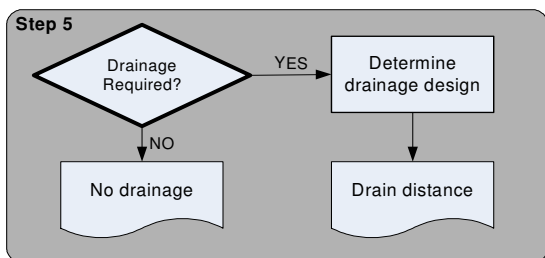 Step 5
Drainage
Required?
YES
Determine
drainage design
NO
No drainage
Drain distance